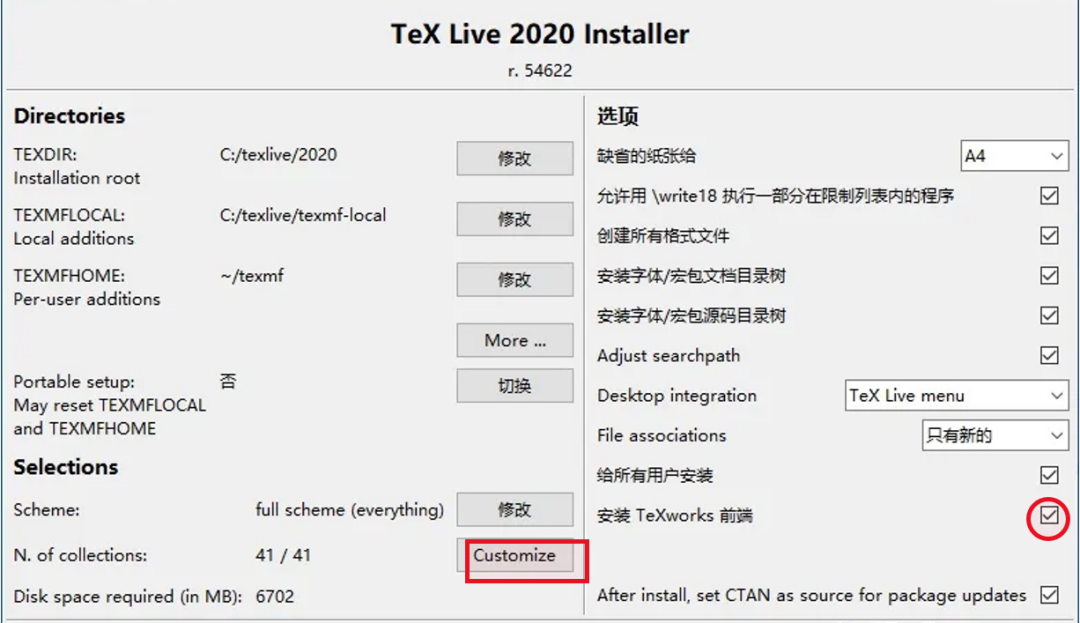 TeX Live 2020 Installer
r. 54622
Directories
TEXDIR: C:/texlive/2020 修改
Installation root
TEXMFLOCAL: C:/texlive/texmf-local 修改
Local additions
TEXMFHOME: ~/texmf 修改
Per-user additions
More ...
Portable setup: 否 切换
May reset TEXMFLOCAL
and TEXMFHOME
Selections
Scheme: full scheme (everything) 修改
N. of collections: 41 / 41 Customize
Disk space required (in MB): 6702
选项
缺省的纸张给 A4
允许用 \write18 执行一部分在限制列表内的程序
创建所有格式文件
安装字体/宏包文档目录树
安装字体/宏包源码目录树
Adjust searchpath
Desktop integration TeX Live menu
File associations 只有新的
给所有用户安装
安装 TeXworks 前端
After install, set CTAN as source for package updates